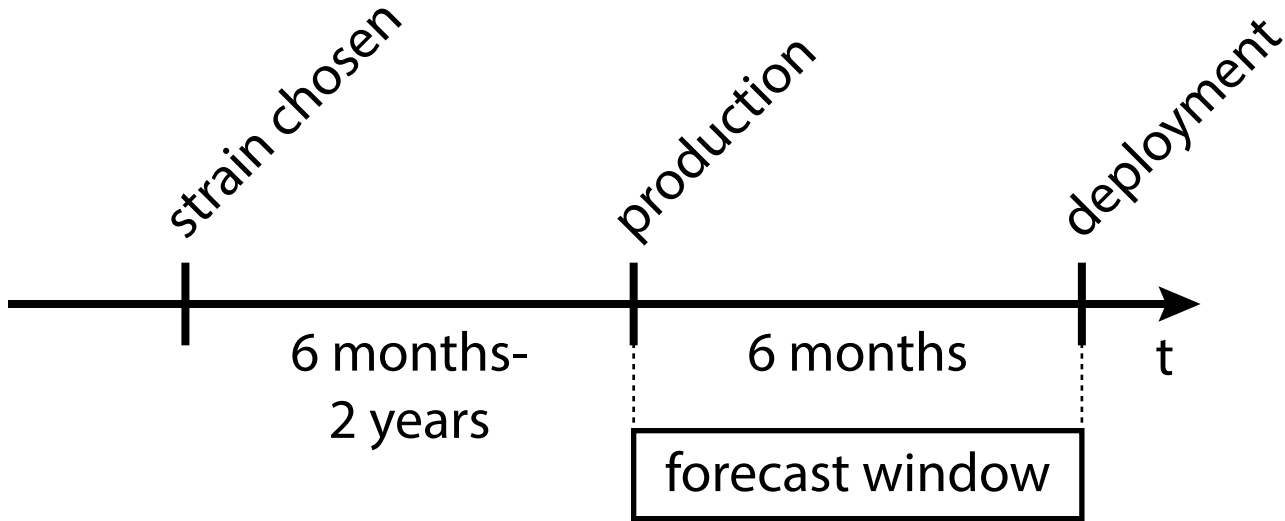 strain chosen
production
deployment
6 months-
2 years
6 months
t
forecast window